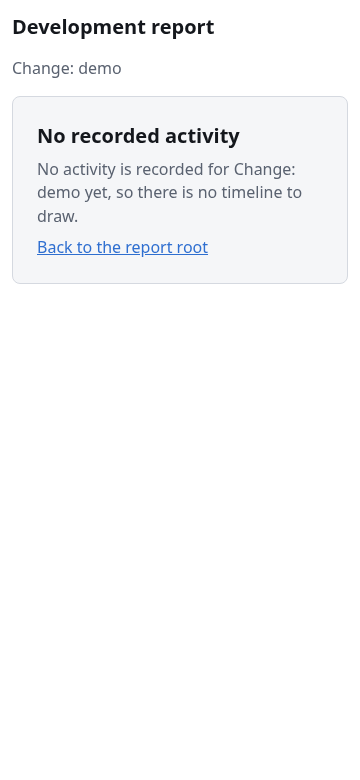 Development report
Change: demo
No recorded activity
No activity is recorded for Change:
demo yet, so there is no timeline to
draw.
Back to the report root